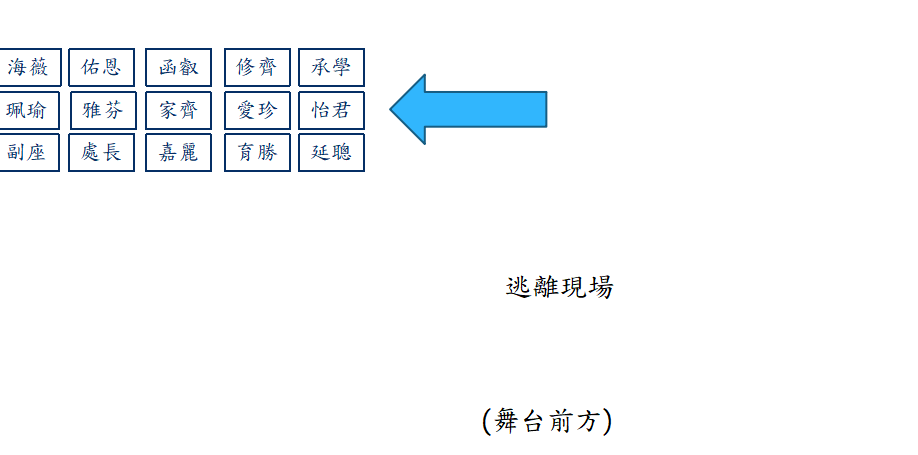 海薇 佑恩 函叡 修齊 承學
珮瑜 雅芬 家齊 愛珍 怡君
副座 處長 嘉麗 育勝 廷聰
逃離現場
(舞台前方)